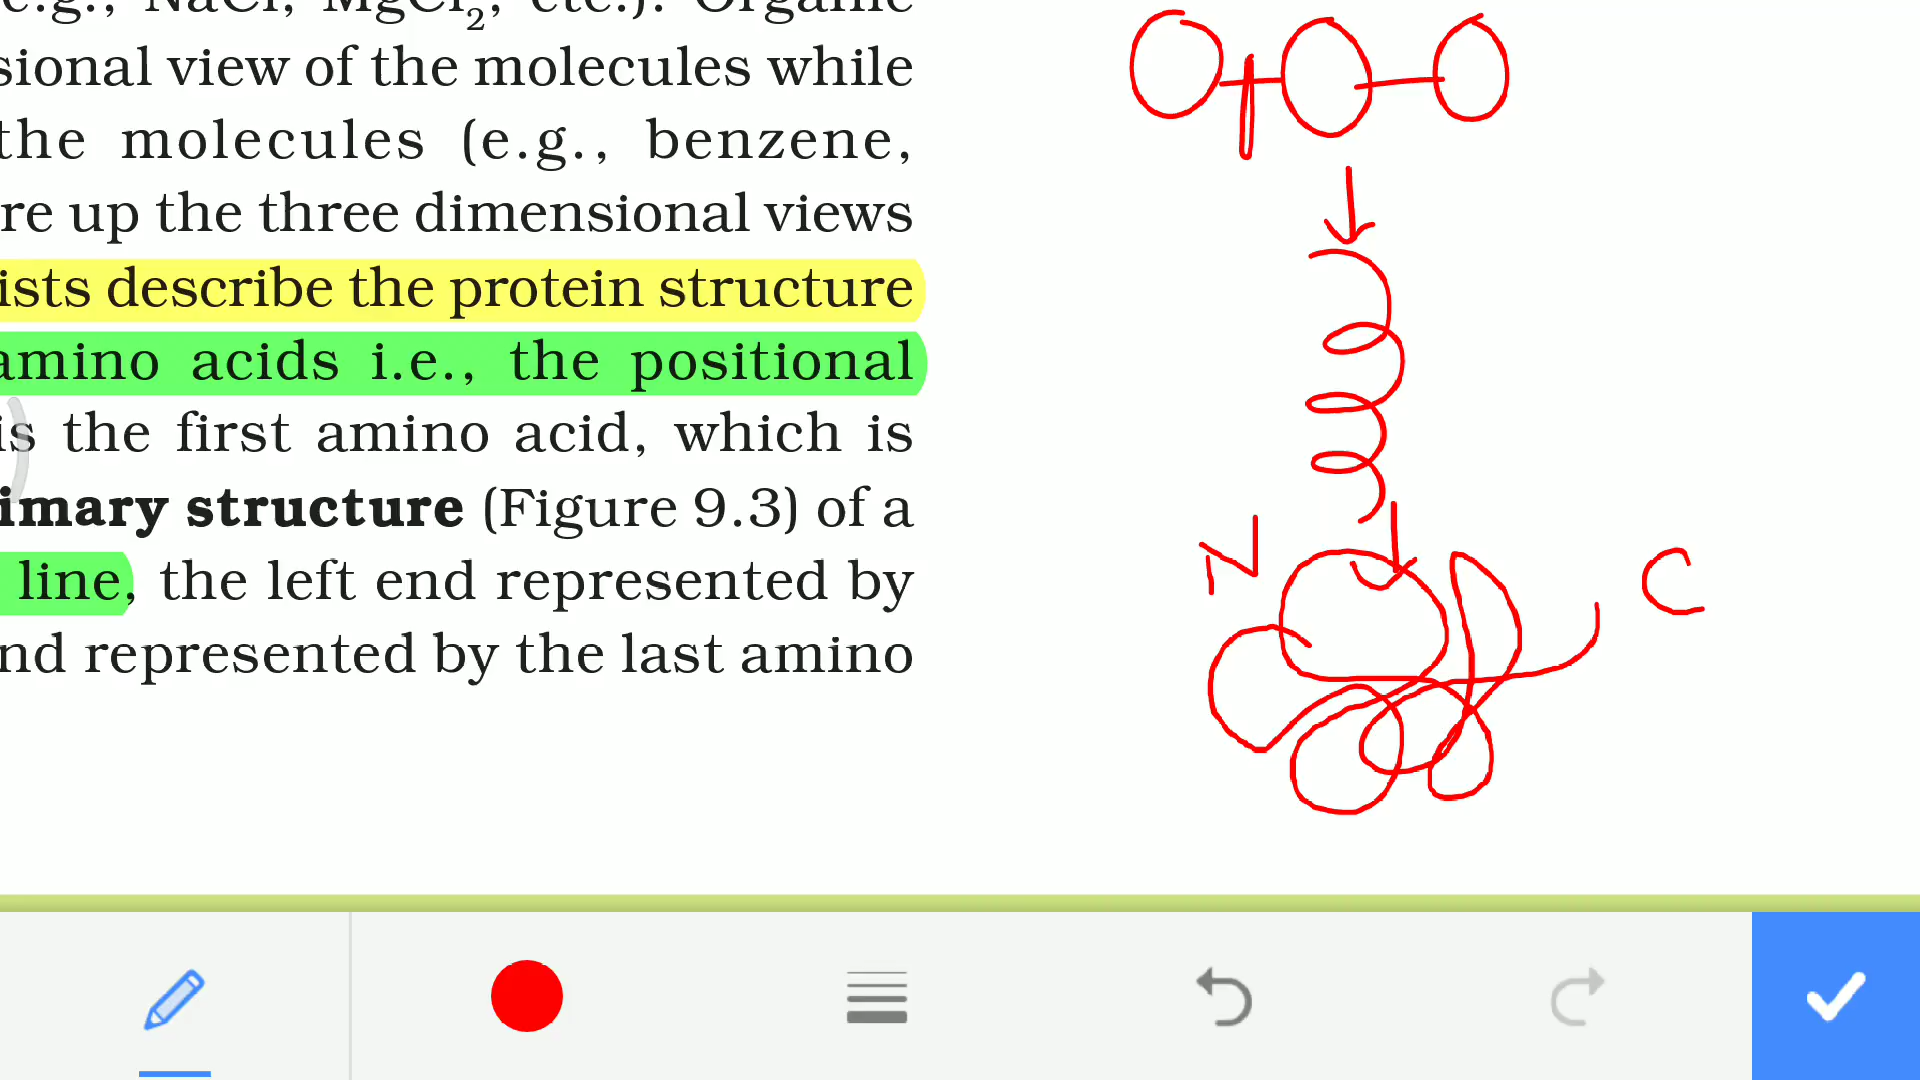 e.g., NaCl, MgCl₂, etc.). Organic
sional view of the molecules while
the molecules (e.g., benzene,
re up the three dimensional views
ists describe the protein structure
amino acids i.e., the positional
is the first amino acid, which is
imary structure (Figure 9.3) of a
line, the left end represented by
nd represented by the last amino
N
C